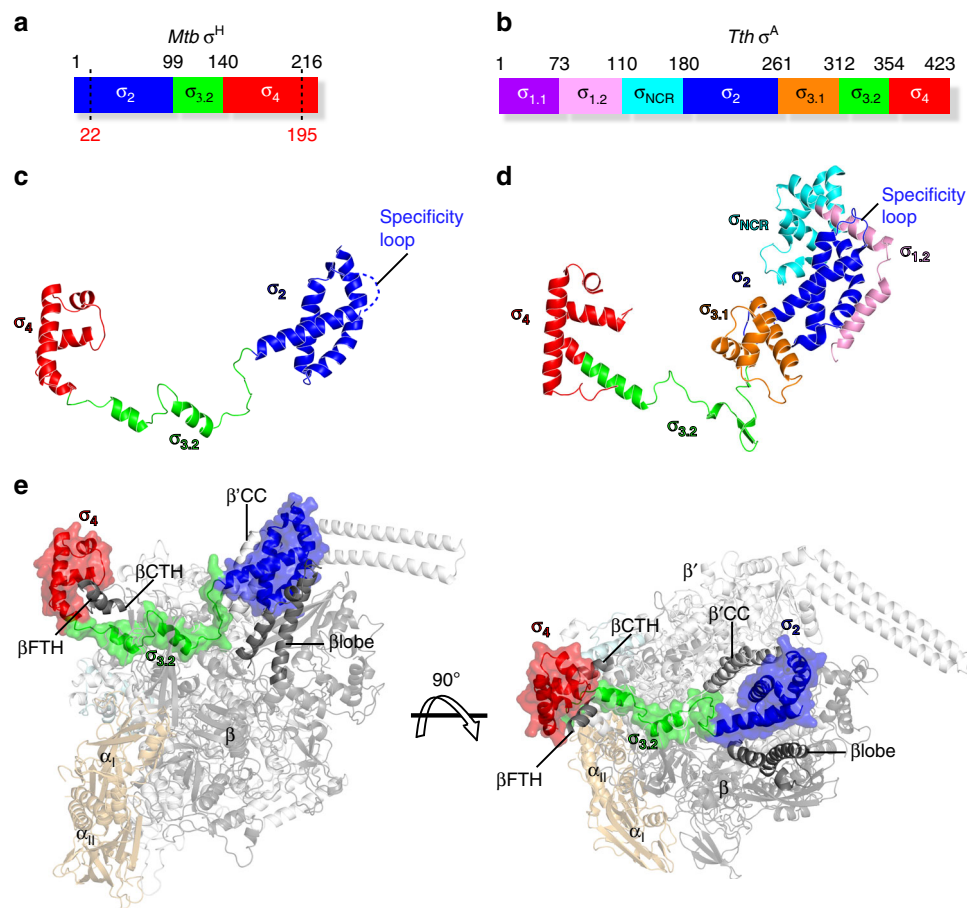 a
Mtb σH
1 99 140 216
σ2 σ3.2 σ4
22 195
b
Tth σA
1 73 110 180 261 312 354 423
σ1.1 σ1.2 σNCR σ2 σ3.1 σ3.2 σ4
c
Specificity
loop
σ2
σ4
σ3.2
d
Specificity
loop
σNCR
σ1.2
σ2
σ3.1
σ4
σ3.2
e
σ4
β'CC
βCTH
βFTH
σ3.2
βlobe
β
αI
αII
90°
β′
β'CC
σ2
σ4
βCTH
σ3.2
βlobe
βFTH
αII
β
αI